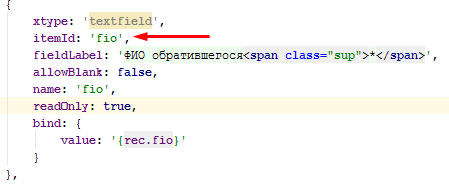 {
xtype: 'textfield',
itemId: 'fio',
fieldLabel: 'ФИО обратившегося<span class="sup">*</span>',
allowBlank: false,
name: 'fio',
readOnly: true,
bind: {
value: '{rec.fio}'
}
},